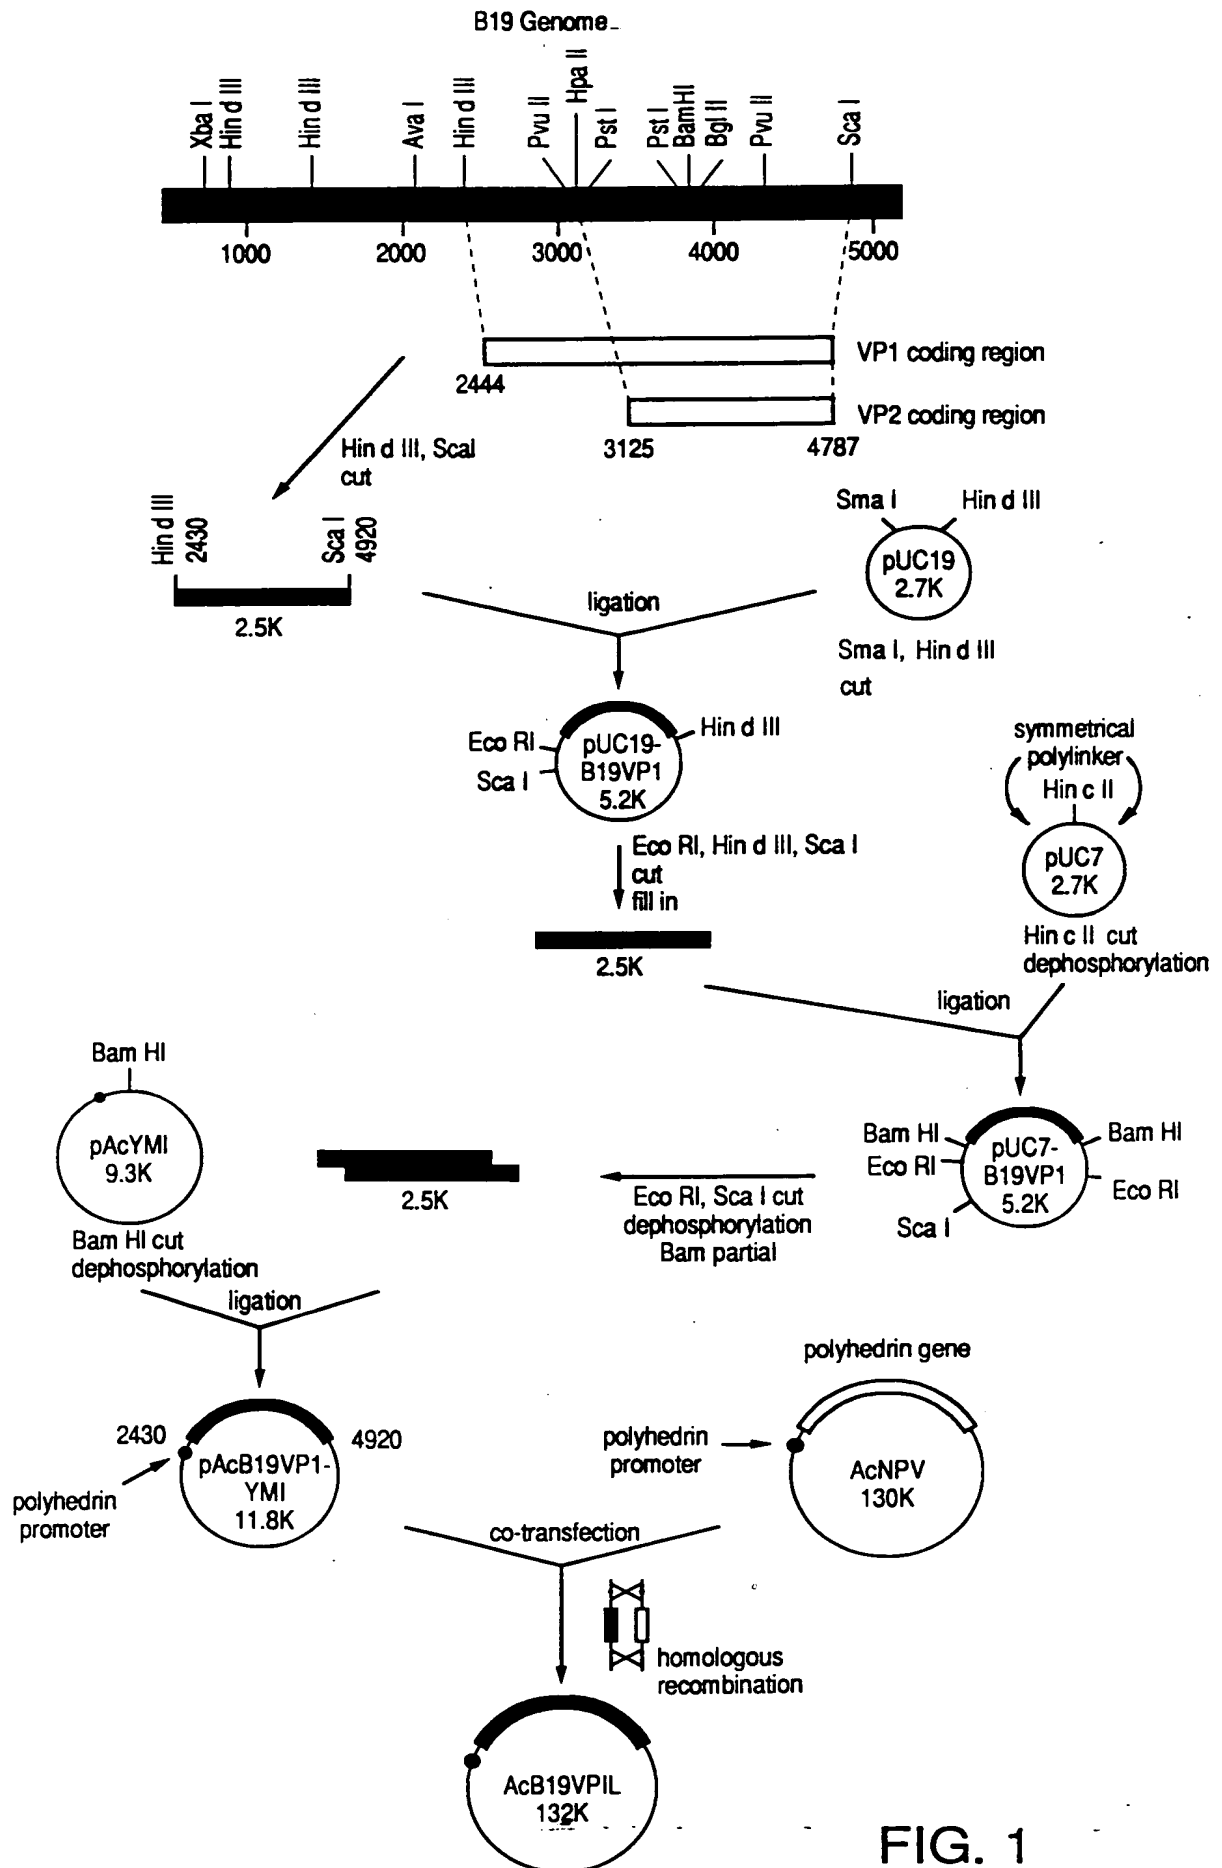 B19 Genome
Xba I
Hin d III
Hin d III
Ava I
Hin d III
Pvu II
Hpa II
Pst I
Pst I
BamHI
Bgl II
Pvu II
Sca I
1000
2000
3000
4000
5000
VP1 coding region
2444
VP2 coding region
3125
4787
Hin d III, ScaI
cut
Hin d III
2430
Sca I
4920
2.5K
ligation
Sma I
Hin d III
pUC19
2.7K
Sma I, Hin d III
cut
Eco RI
Sca I
Hin d III
pUC19-
B19VP1
5.2K
Eco RI, Hin d III, Sca I
cut
fill in
2.5K
symmetrical
polylinker
Hin c II
pUC7
2.7K
Hin c II cut
dephosphorylation
ligation
Bam HI
pAcYMI
9.3K
Bam HI cut
dephosphorylation
2.5K
Eco RI, Sca I cut
dephosphorylation
Bam partial
Bam HI
Eco RI
Sca I
pUC7-
B19VP1
5.2K
Bam HI
Eco RI
ligation
2430
4920
pAcB19VP1-
YMI
11.8K
polyhedrin
promoter
polyhedrin gene
polyhedrin
promoter
AcNPV
130K
co-transfection
homologous
recombination
AcB19VPIL
132K
FIG. 1